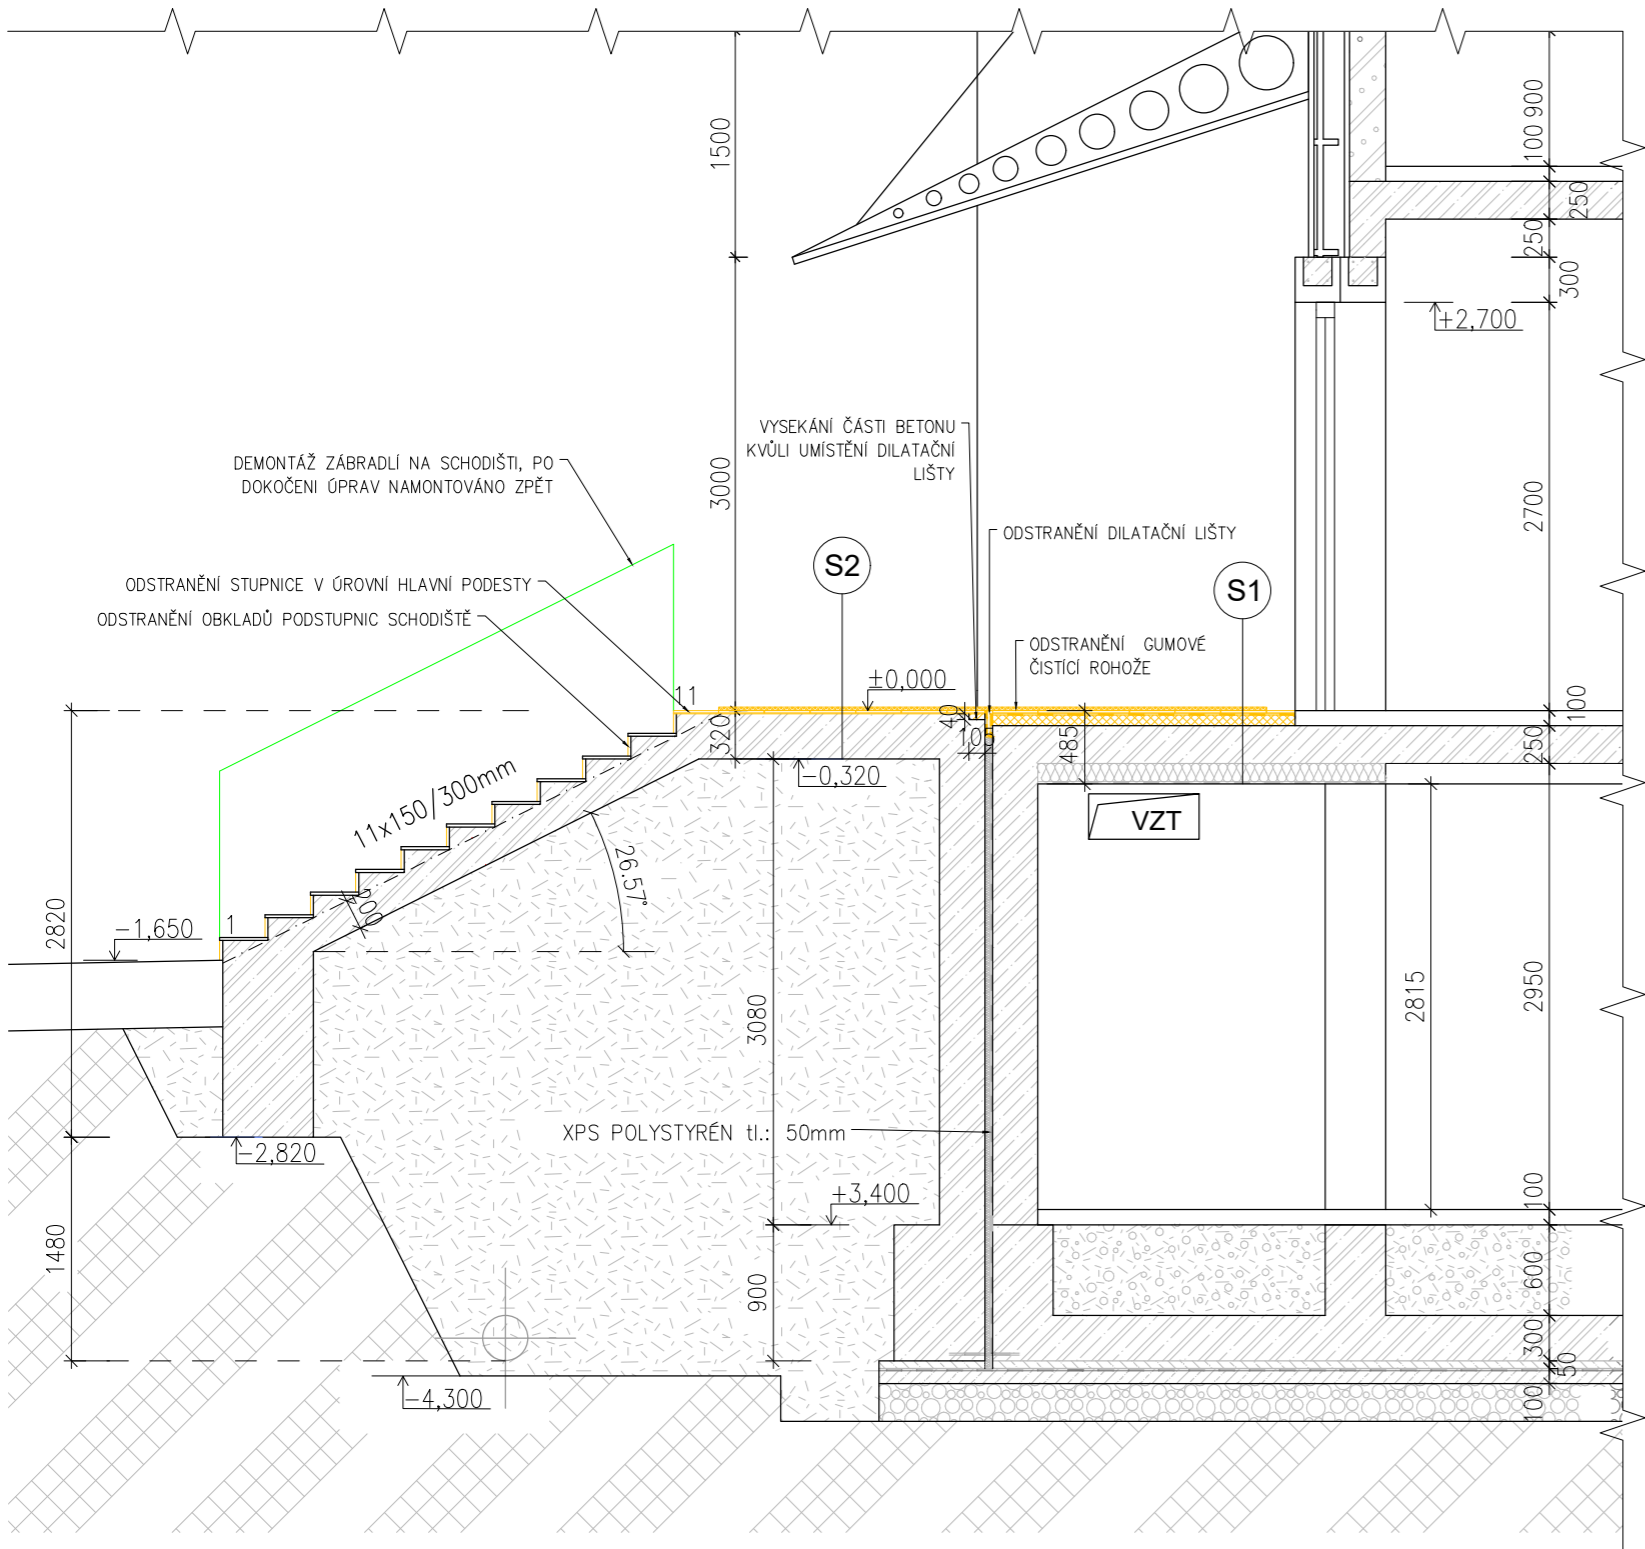 1500
100 900
250
250
300
+2,700
VYSEKÁNÍ ČÁSTI BETONU
KVŮLI UMÍSTĚNÍ DILATAČNÍ
LIŠTY
DEMONTÁŽ ZÁBRADLÍ NA SCHODIŠTI, PO
DOKOČENI ÚPRAV NAMONTOVÁNO ZPĚT
3000
2700
ODSTRANĚNÍ DILATAČNÍ LIŠTY
S2
S1
ODSTRANĚNÍ STUPNICE V ÚROVNÍ HLAVNÍ PODESTY
ODSTRANĚNÍ OBKLADŮ PODSTUPNIC SCHODIŠTĚ
ODSTRANĚNÍ GUMOVÉ
ČISTÍCÍ ROHOŽE
±0,000
11
100
320
40
100
485
250
-0,320
11x150/300mm
VZT
26.57°
200
2820
-1,650
1
2815
2950
3080
XPS POLYSTYRÉN tl.: 50mm
-2,820
+3,400
100
1480
900
600
300
50
-4,300
100